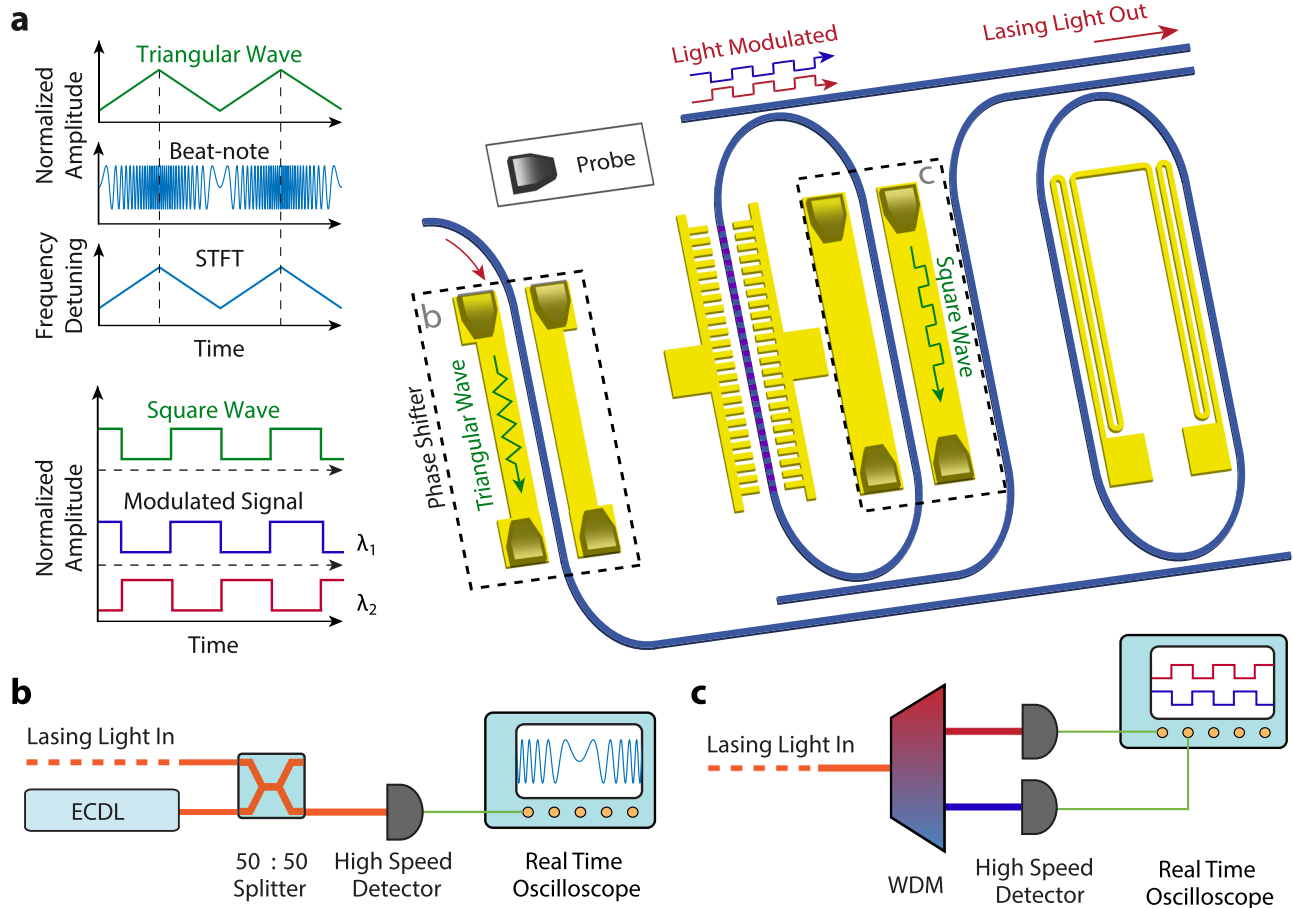 a
Triangular Wave
Normalized
Amplitude
Beat-note
STFT
Frequency
Detuning
Time
Square Wave
Modulated Signal
Normalized
Amplitude
λ1
λ2
Time
Light Modulated
Lasing Light Out
Probe
b
Phase Shifter
Triangular Wave
c
Square Wave
b
Lasing Light In
ECDL
50 : 50
Splitter
High Speed
Detector
Real Time
Oscilloscope
c
Lasing Light In
WDM
High Speed
Detector
Real Time
Oscilloscope